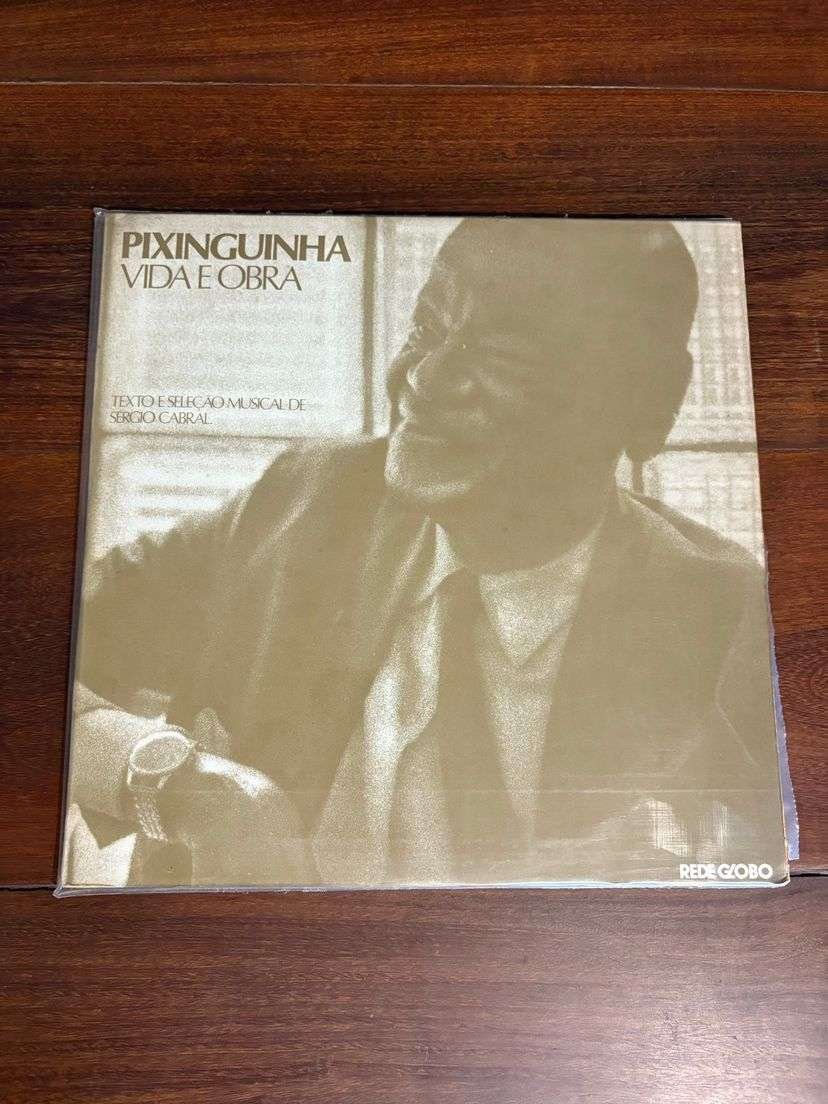 PIXINGUINHA
VIDA E OBRA
TEXTO E SELEÇÃO MUSICAL DE
SERGIO CABRAL
REDE GLOBO